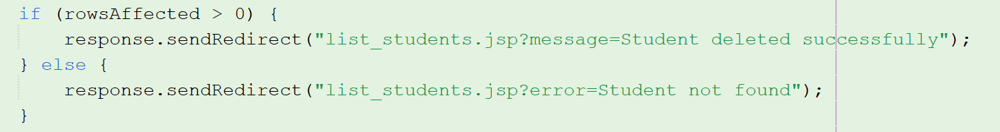 if (rowsAffected > 0) {
    response.sendRedirect("list_students.jsp?message=Student deleted successfully");
} else {
    response.sendRedirect("list_students.jsp?error=Student not found");
}